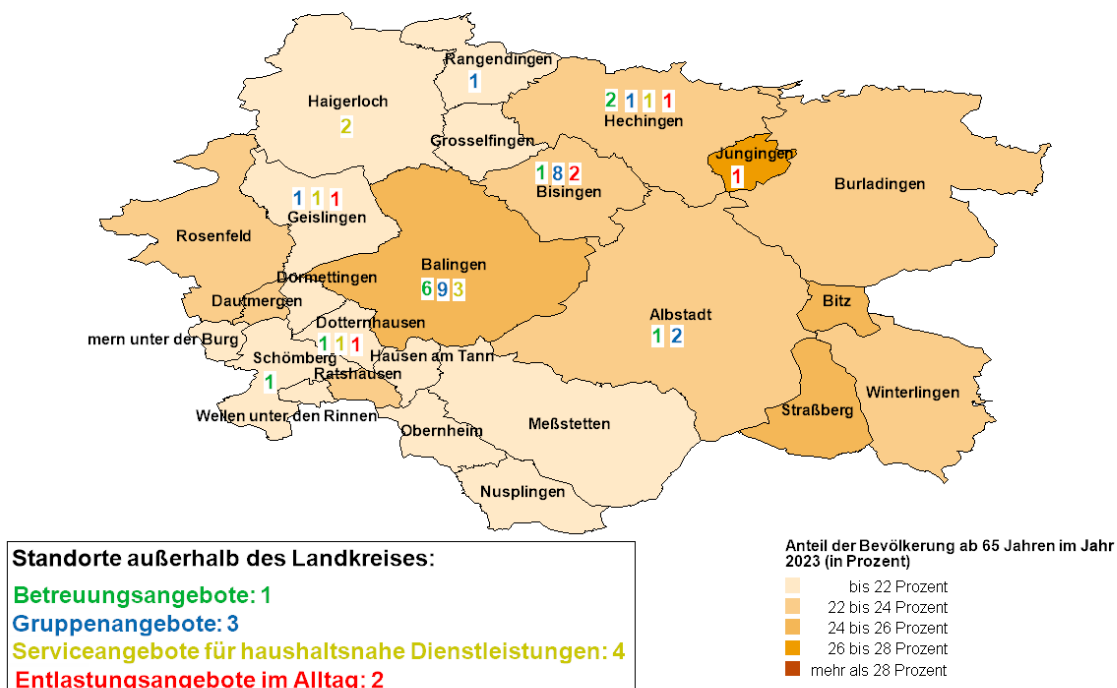 Rangendingen
1
Haigerloch
2
2 1 1 1
Hechingen
Grosselfingen
Jungingen
1
1 8 2
Bisingen
Burladingen
1 1 1
Geislingen
Rosenfeld
Balingen
6 9 3
Dormettingen
Dautmergen
Bitz
Albstadt
1 2
Dotternhausen
1 1 1
mern unter der Burg
Schömberg
1
Hausen am Tann
Ratshausen
Winterlingen
Straßberg
Weilen unter den Rinnen
Meßstetten
Obernheim
Nusplingen
Standorte außerhalb des Landkreises:
Betreuungsangebote: 1
Gruppenangebote: 3
Serviceangebote für haushaltsnahe Dienstleistungen: 4
Entlastungsangebote im Alltag: 2
Anteil der Bevölkerung ab 65 Jahren im Jahr
2023 (in Prozent)
bis 22 Prozent
22 bis 24 Prozent
24 bis 26 Prozent
26 bis 28 Prozent
mehr als 28 Prozent